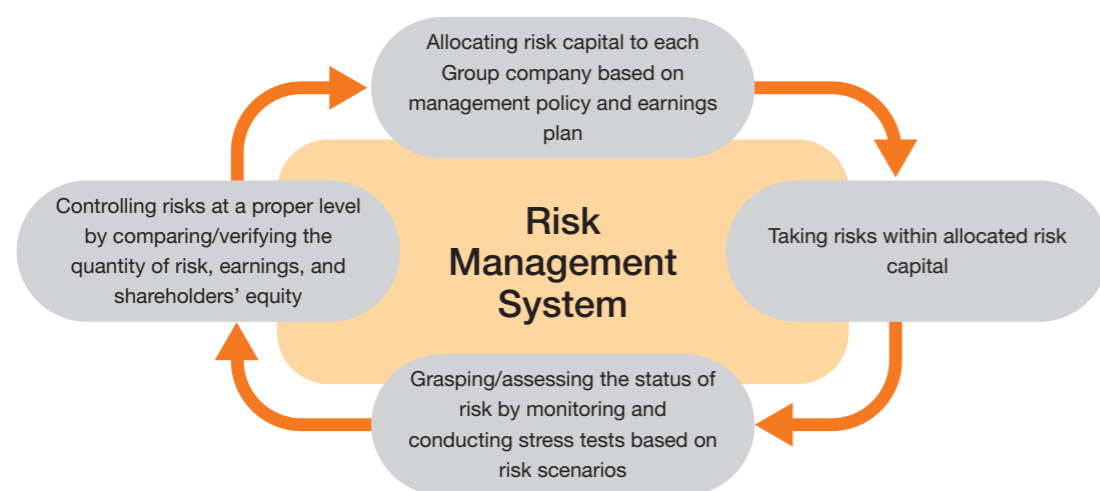 Allocating risk capital to each
Group company based on
management policy and earnings
plan
Controlling risks at a proper level
by comparing/verifying the
quantity of risk, earnings, and
shareholders’ equity
Risk
Management
System
Taking risks within allocated risk
capital
Grasping/assessing the status of
risk by monitoring and
conducting stress tests based on
risk scenarios